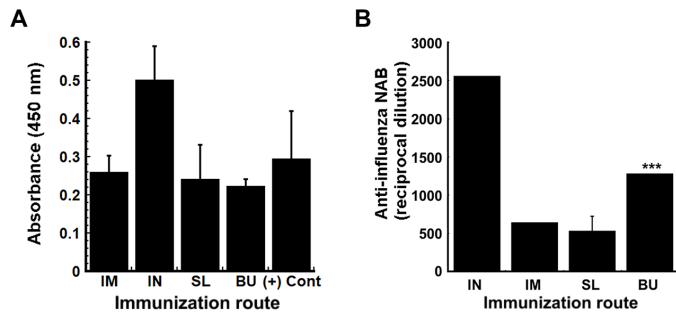 A
Absorbance (450 nm)
0.6
0.5
0.4
0.3
0.2
0.1
0
IM IN SL BU (+) Cont
Immunization route
B
Anti-influenza NAB
(reciprocal dilution)
3000
2500
2000
1500
1000
500
0
***
IN IM SL BU
Immunization route